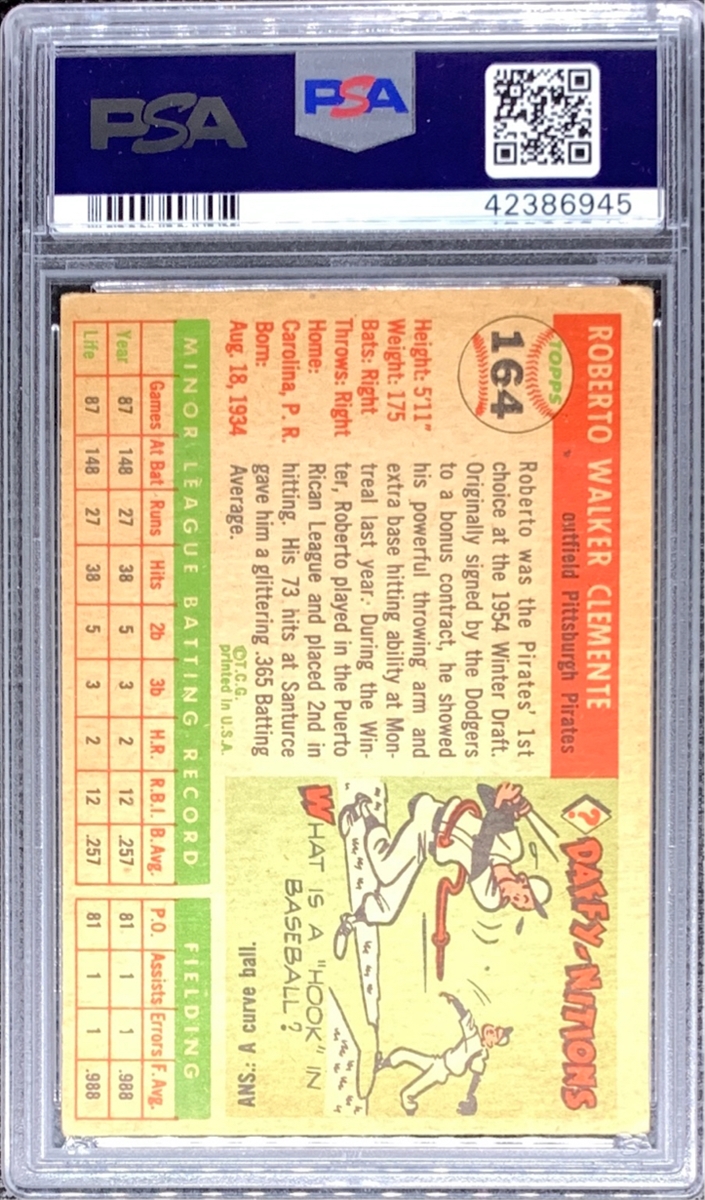 PSA
PSA
42386945
ROBERTO WALKER CLEMENTE
outfield Pittsburgh Pirates
TOPPS
164
Height: 5'11"
Weight: 175
Bats: Right
Throws: Right
Home:
Carolina, P. R.
Born:
Aug. 18, 1934
Roberto was the Pirates' 1st
choice at the 1954 Winter Draft.
Originally signed by the Dodgers
to a bonus contract, he showed
his powerful throwing arm and
extra base hitting ability at Mon-
treal last year. During the Win-
ter, Roberto played in the Puerto
Rican League and placed 2nd in
hitting. His 73 hits at Santurce
gave him a glittering .365 Batting
Average.
©T.C.G.
printed in U.S.A.
? DAFFY-NITIONS
WHAT IS A "HOOK" IN
BASEBALL?
ANS.: A curve ball.
MINOR LEAGUE BATTING RECORD
Games At Bat Runs Hits 2b 3b H.R. R.B.I. B.Avg.
Year 87 148 27 38 5 3 2 12 .257
Life 87 148 27 38 5 3 2 12 .257
FIELDING
P.O. Assists Errors F.Avg.
81 1 1 .988
81 1 1 .988